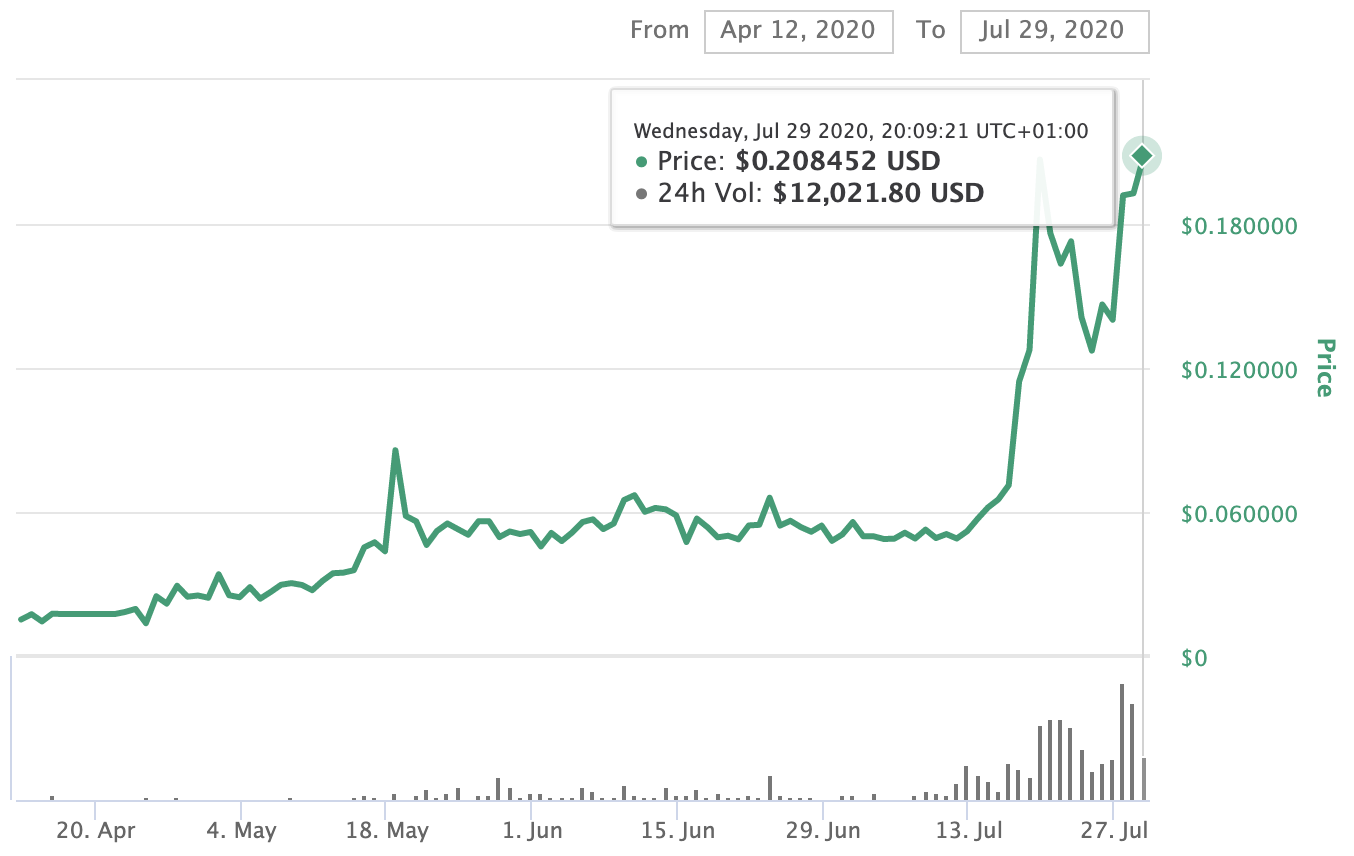 From Apr 12, 2020 To Jul 29, 2020
Wednesday, Jul 29 2020, 20:09:21 UTC+01:00
Price: $0.208452 USD
24h Vol: $12,021.80 USD
$0.180000
$0.120000
$0.060000
$0
Price
20. Apr 4. May 18. May 1. Jun 15. Jun 29. Jun 13. Jul 27. Jul